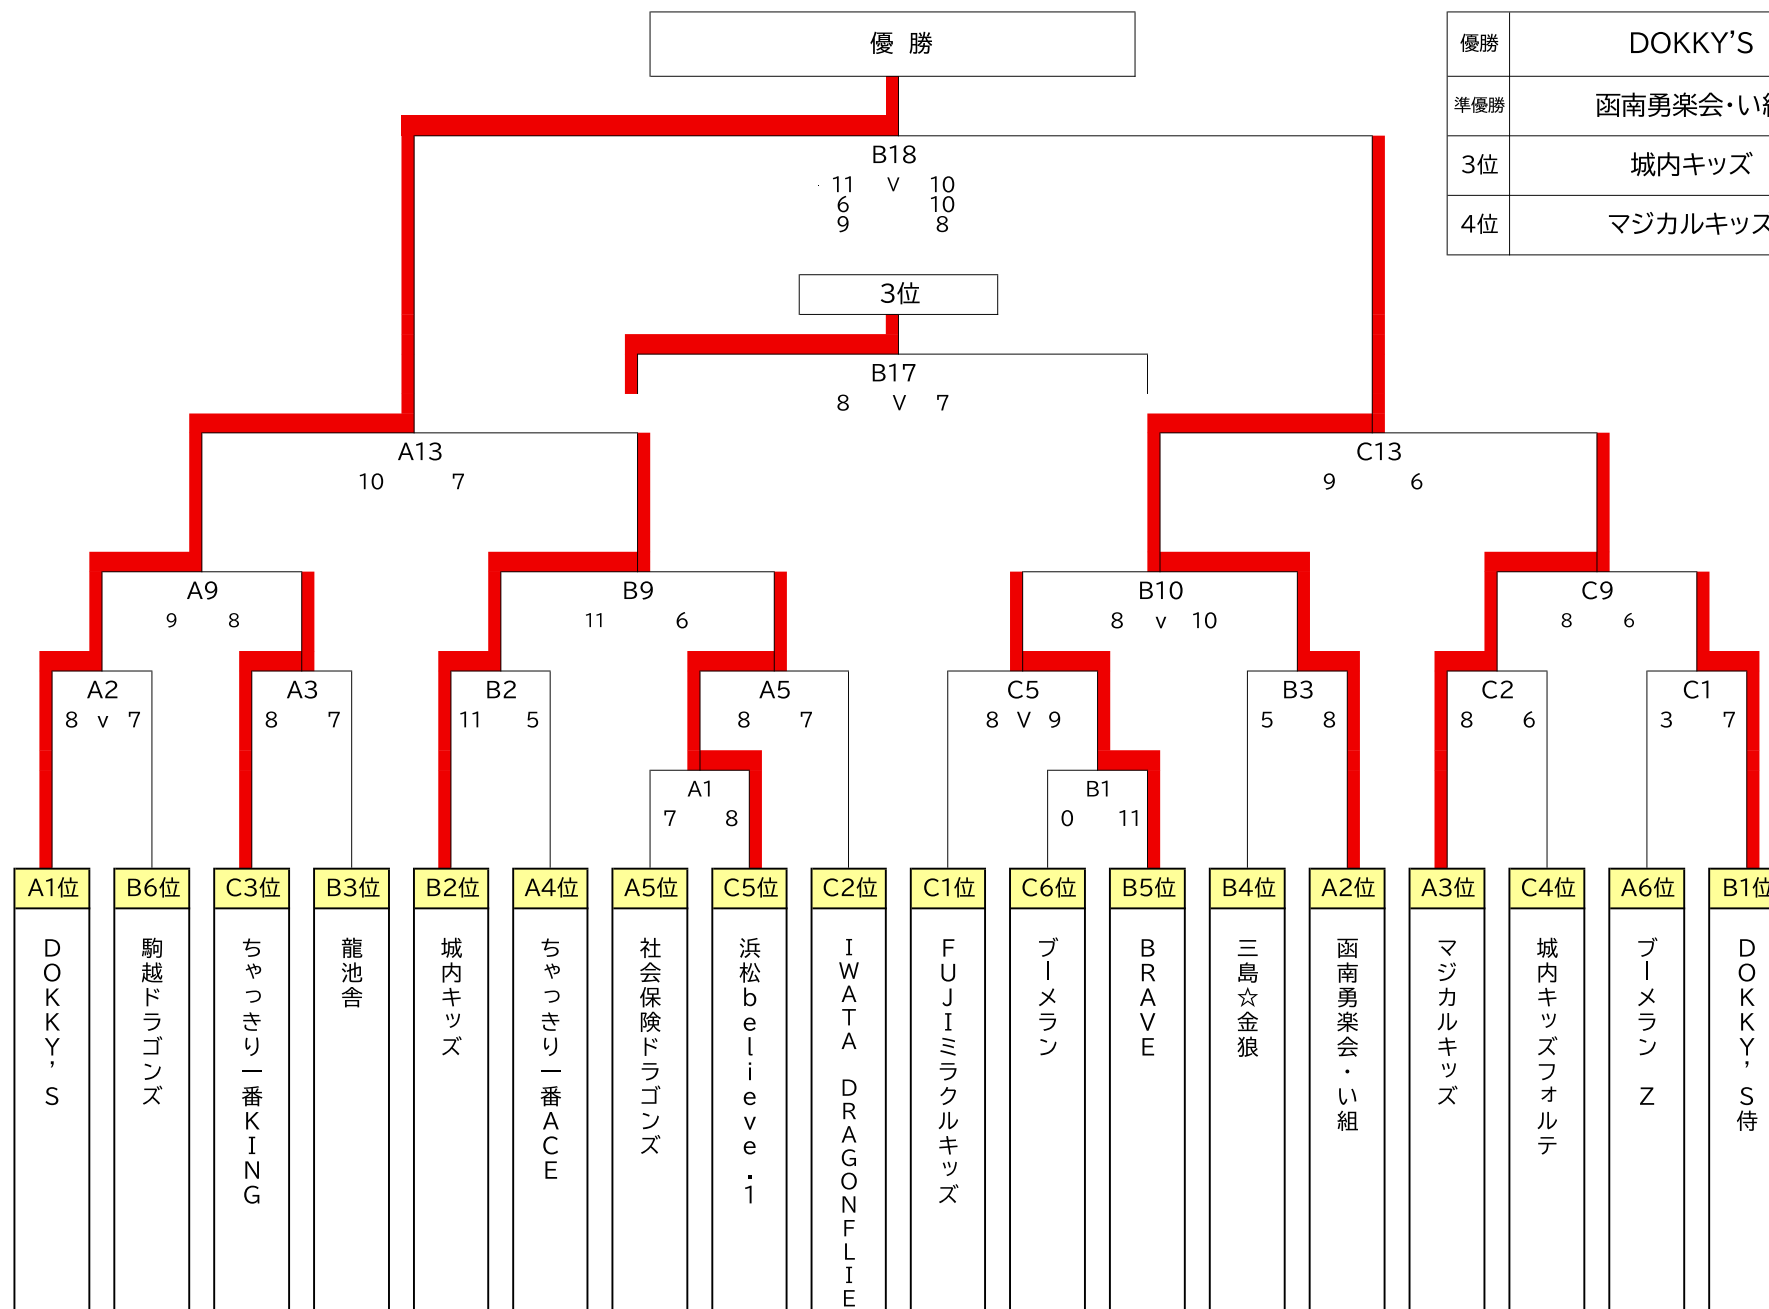 優 勝
優勝 DOKKY'S
準優勝 函南勇楽会・い組
3位 城内キッズ
4位 マジカルキッズ
B18
11 V 10
6 10
9 8
3位
B17
8 V 7
A13
10 7
C13
9 6
A9
9 8
B9
11 6
B10
8 v 10
C9
8 6
A2
8 v 7
A3
8 7
B2
11 5
A5
8 7
C5
8 V 9
B3
5 8
C2
8 6
C1
3 7
A1
7 8
B1
0 11
A1位 B6位 C3位 B3位 B2位 A4位 A5位 C5位 C2位 C1位 C6位 B5位 B4位 A2位 A3位 C4位 A6位 B1位
DOKKY'S
駒越ドラゴンズ
ちゃっきり一番KING
龍池舎
城内キッズ
ちゃっきり一番ACE
社会保険ドラゴンズ
浜松believe.1
IWATA DRAGONFLIE
FUJIミラクルキッズ
ブーメラン
BRAVE
三島☆金狼
函南勇楽会・い組
マジカルキッズ
城内キッズフォルテ
ブーメラン Z
DOKKY'S侍